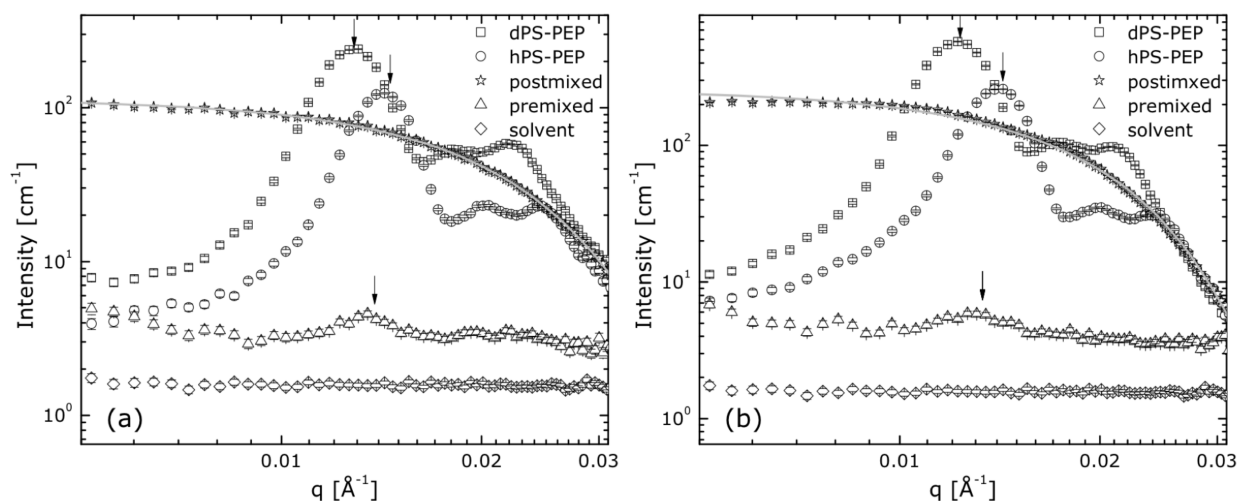 dPS-PEP
hPS-PEP
postmixed
premixed
solvent
10²
10¹
10⁰
Intensity [cm⁻¹]
(a)
0.01
0.02
0.03
q [Å⁻¹]
dPS-PEP
hPS-PEP
postimxed
premixed
solvent
10²
10¹
10⁰
Intensity [cm⁻¹]
(b)
0.01
0.02
0.03
q [Å⁻¹]